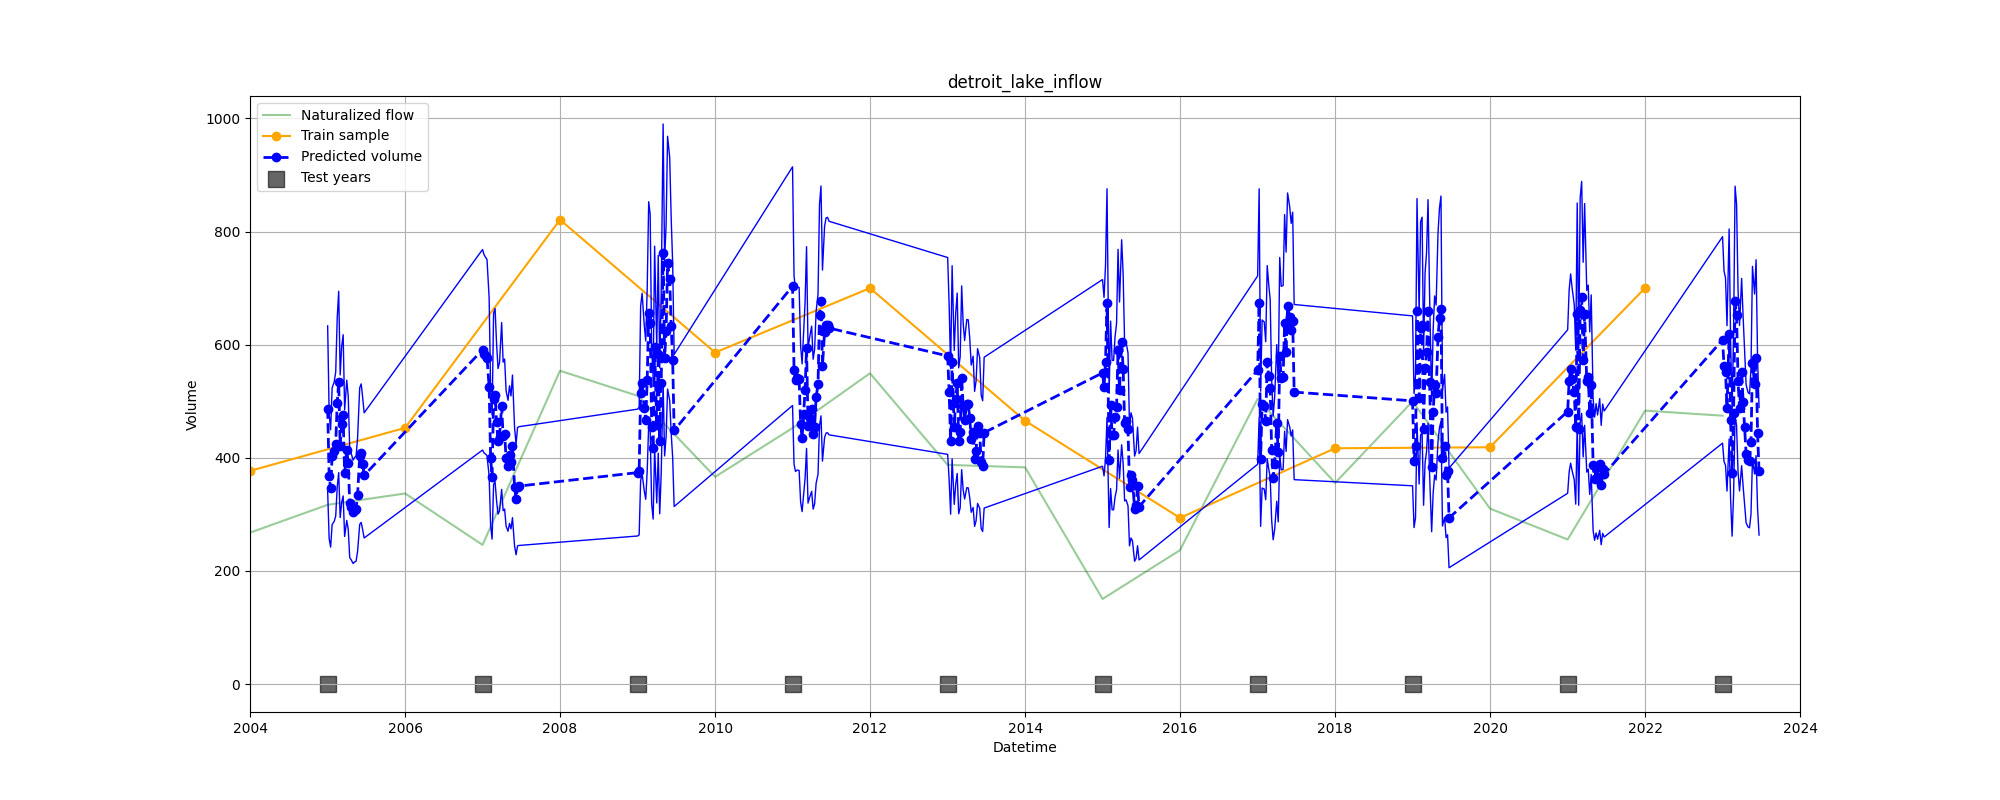 detroit_lake_inflow
Naturalized flow
Train sample
Predicted volume
Test years
1000
800
600
400
200
0
Volume
2004 2006 2008 2010 2012 2014 2016 2018 2020 2022 2024
Datetime